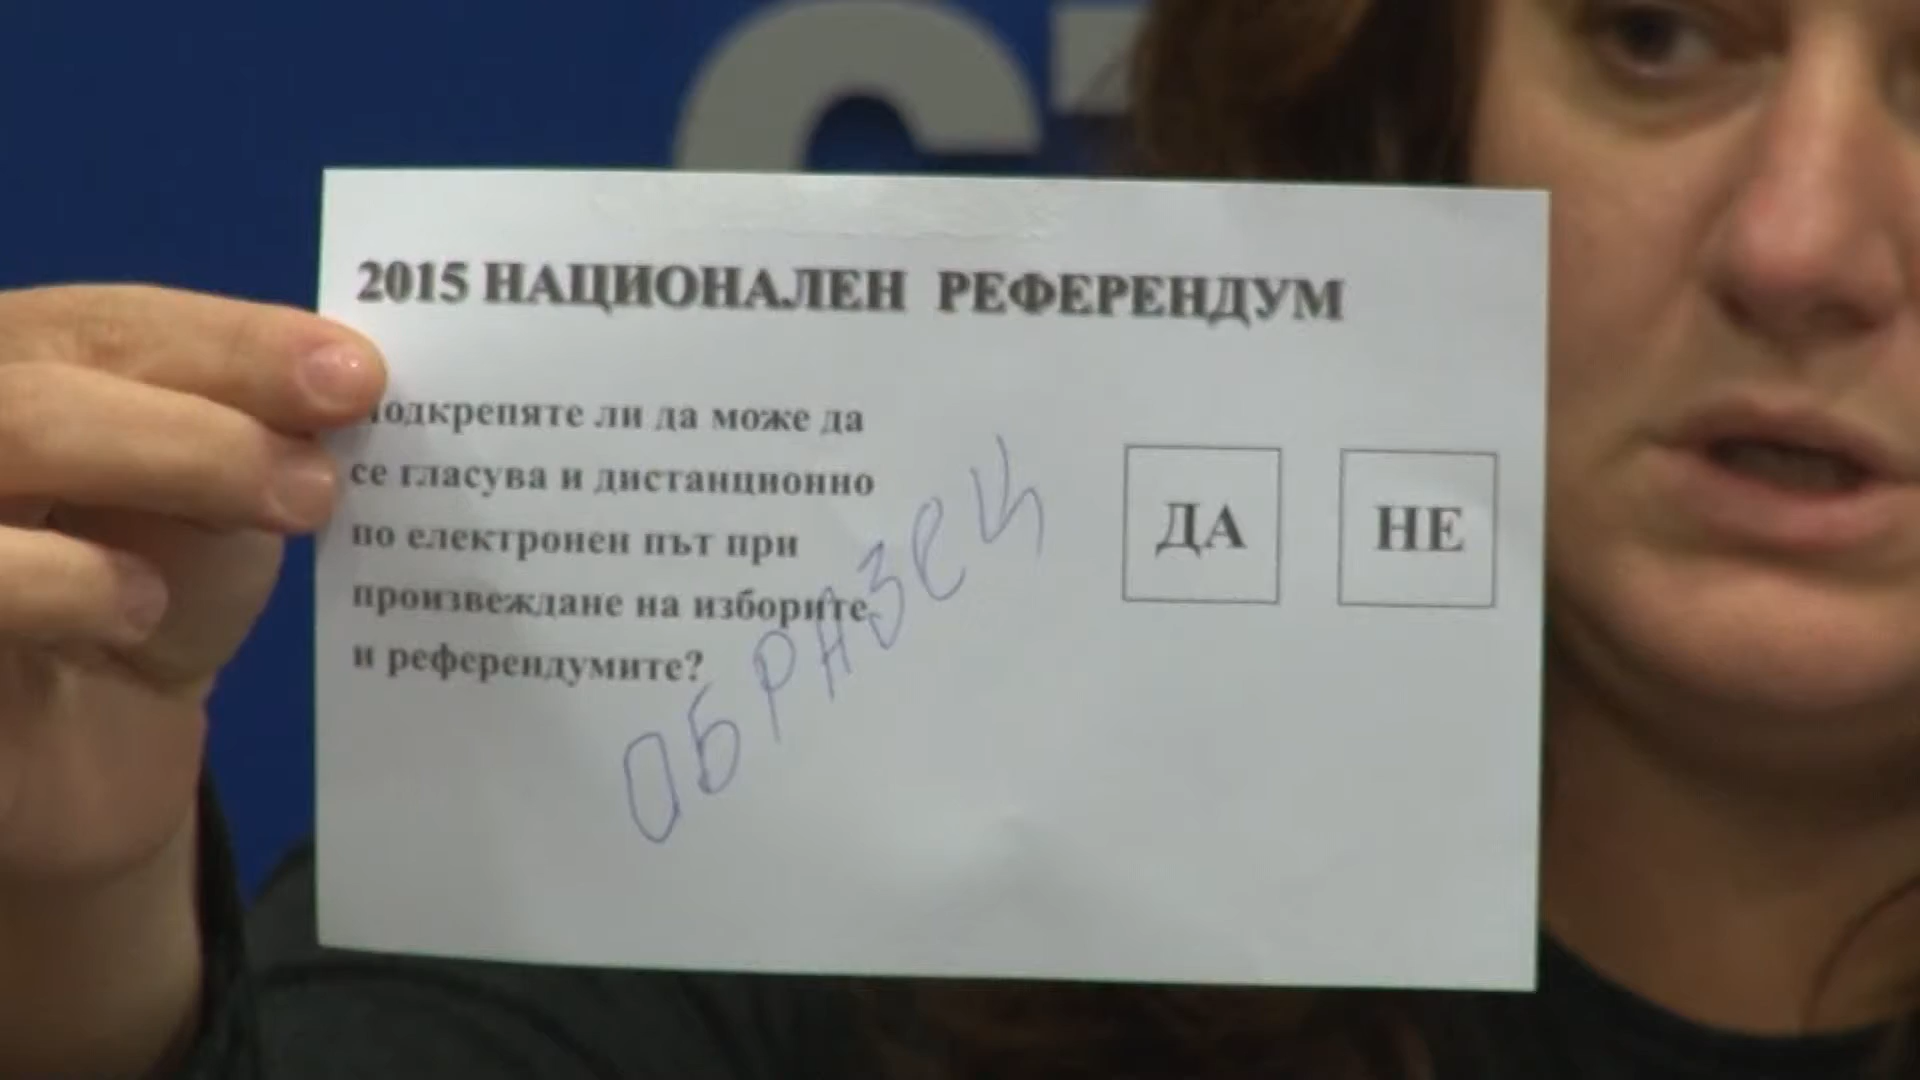 2015 НАЦИОНАЛЕН РЕФЕРЕНДУМ
Подкрепяте ли да може да
се гласува и дистанционно
по електронен път при
произвеждане на изборите
и референдумите?
ДА
НЕ
ОБРАЗЕЦ